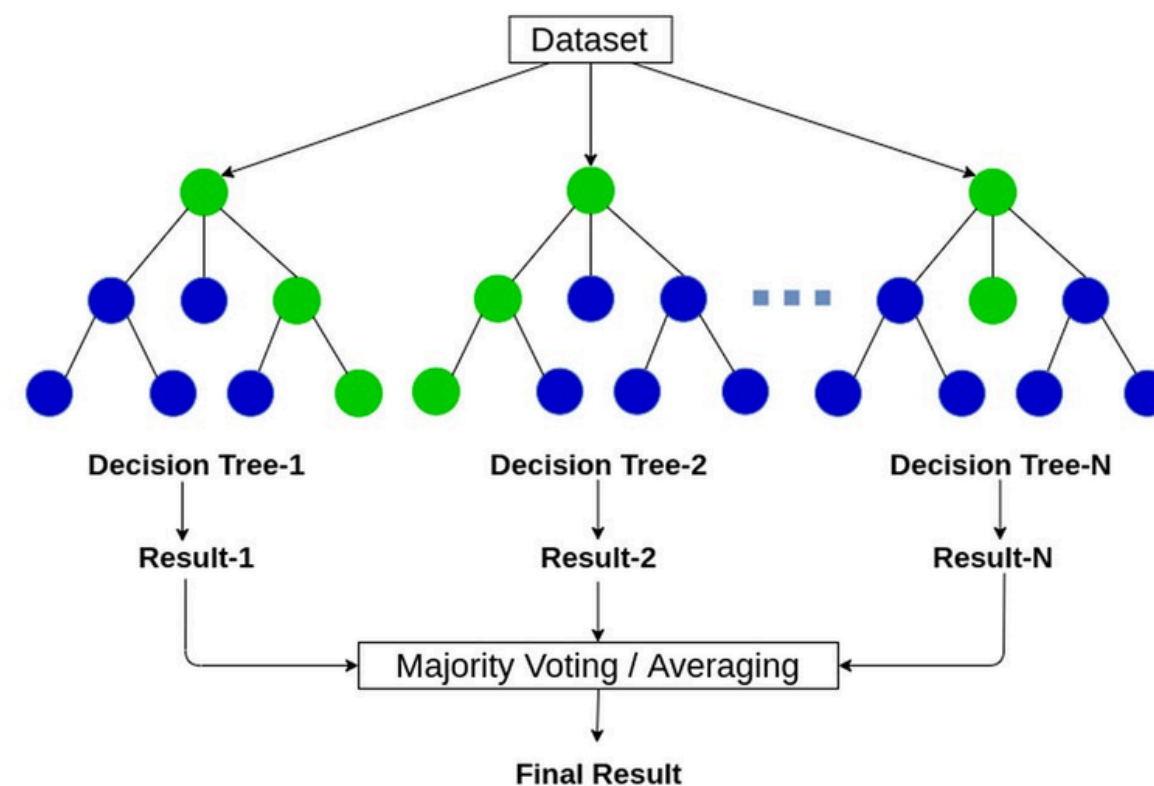 Dataset
Decision Tree-1
Decision Tree-2
Decision Tree-N
Result-1
Result-2
Result-N
Majority Voting / Averaging
Final Result